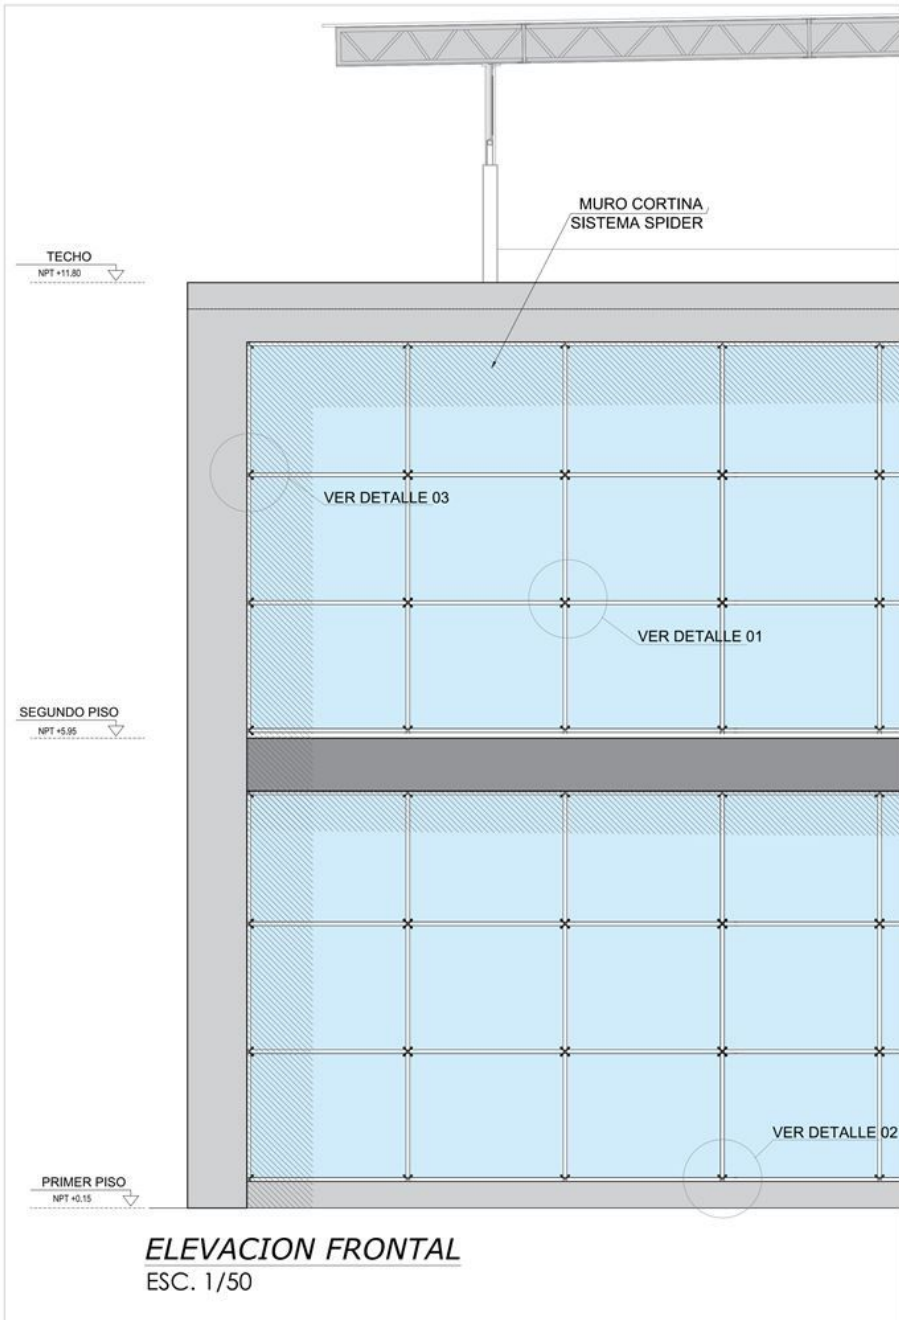 MURO CORTINA
SISTEMA SPIDER
TECHO
NPT +11.80
VER DETALLE 03
VER DETALLE 01
SEGUNDO PISO
NPT +5.95
VER DETALLE 02
PRIMER PISO
NPT +0.15
ELEVACION FRONTAL
ESC. 1/50